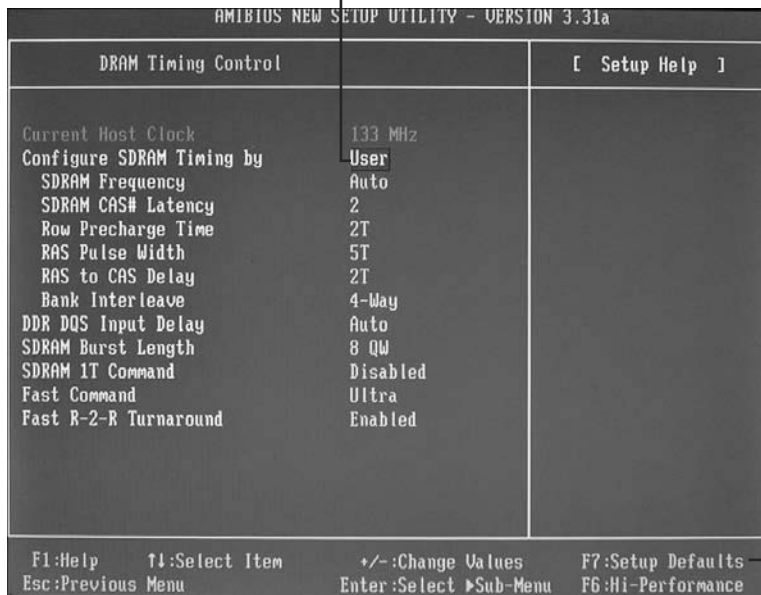 AMIBIOS NEW SETUP UTILITY - VERSION 3.31a
DRAM Timing Control
[ Setup Help ]
Current Host Clock 133 MHz
Configure SDRAM Timing by User
SDRAM Frequency Auto
SDRAM CAS# Latency 2
Row Precharge Time 2T
RAS Pulse Width 5T
RAS to CAS Delay 2T
Bank Interleave 4-Way
DDR DQS Input Delay Auto
SDRAM Burst Length 8 QW
SDRAM 1T Command Disabled
Fast Command Ultra
Fast R-2-R Turnaround Enabled
F1:Help ↑↓:Select Item +/-:Change Values F7:Setup Defaults
Esc:Previous Menu Enter:Select ►Sub-Menu F6:Hi-Performance